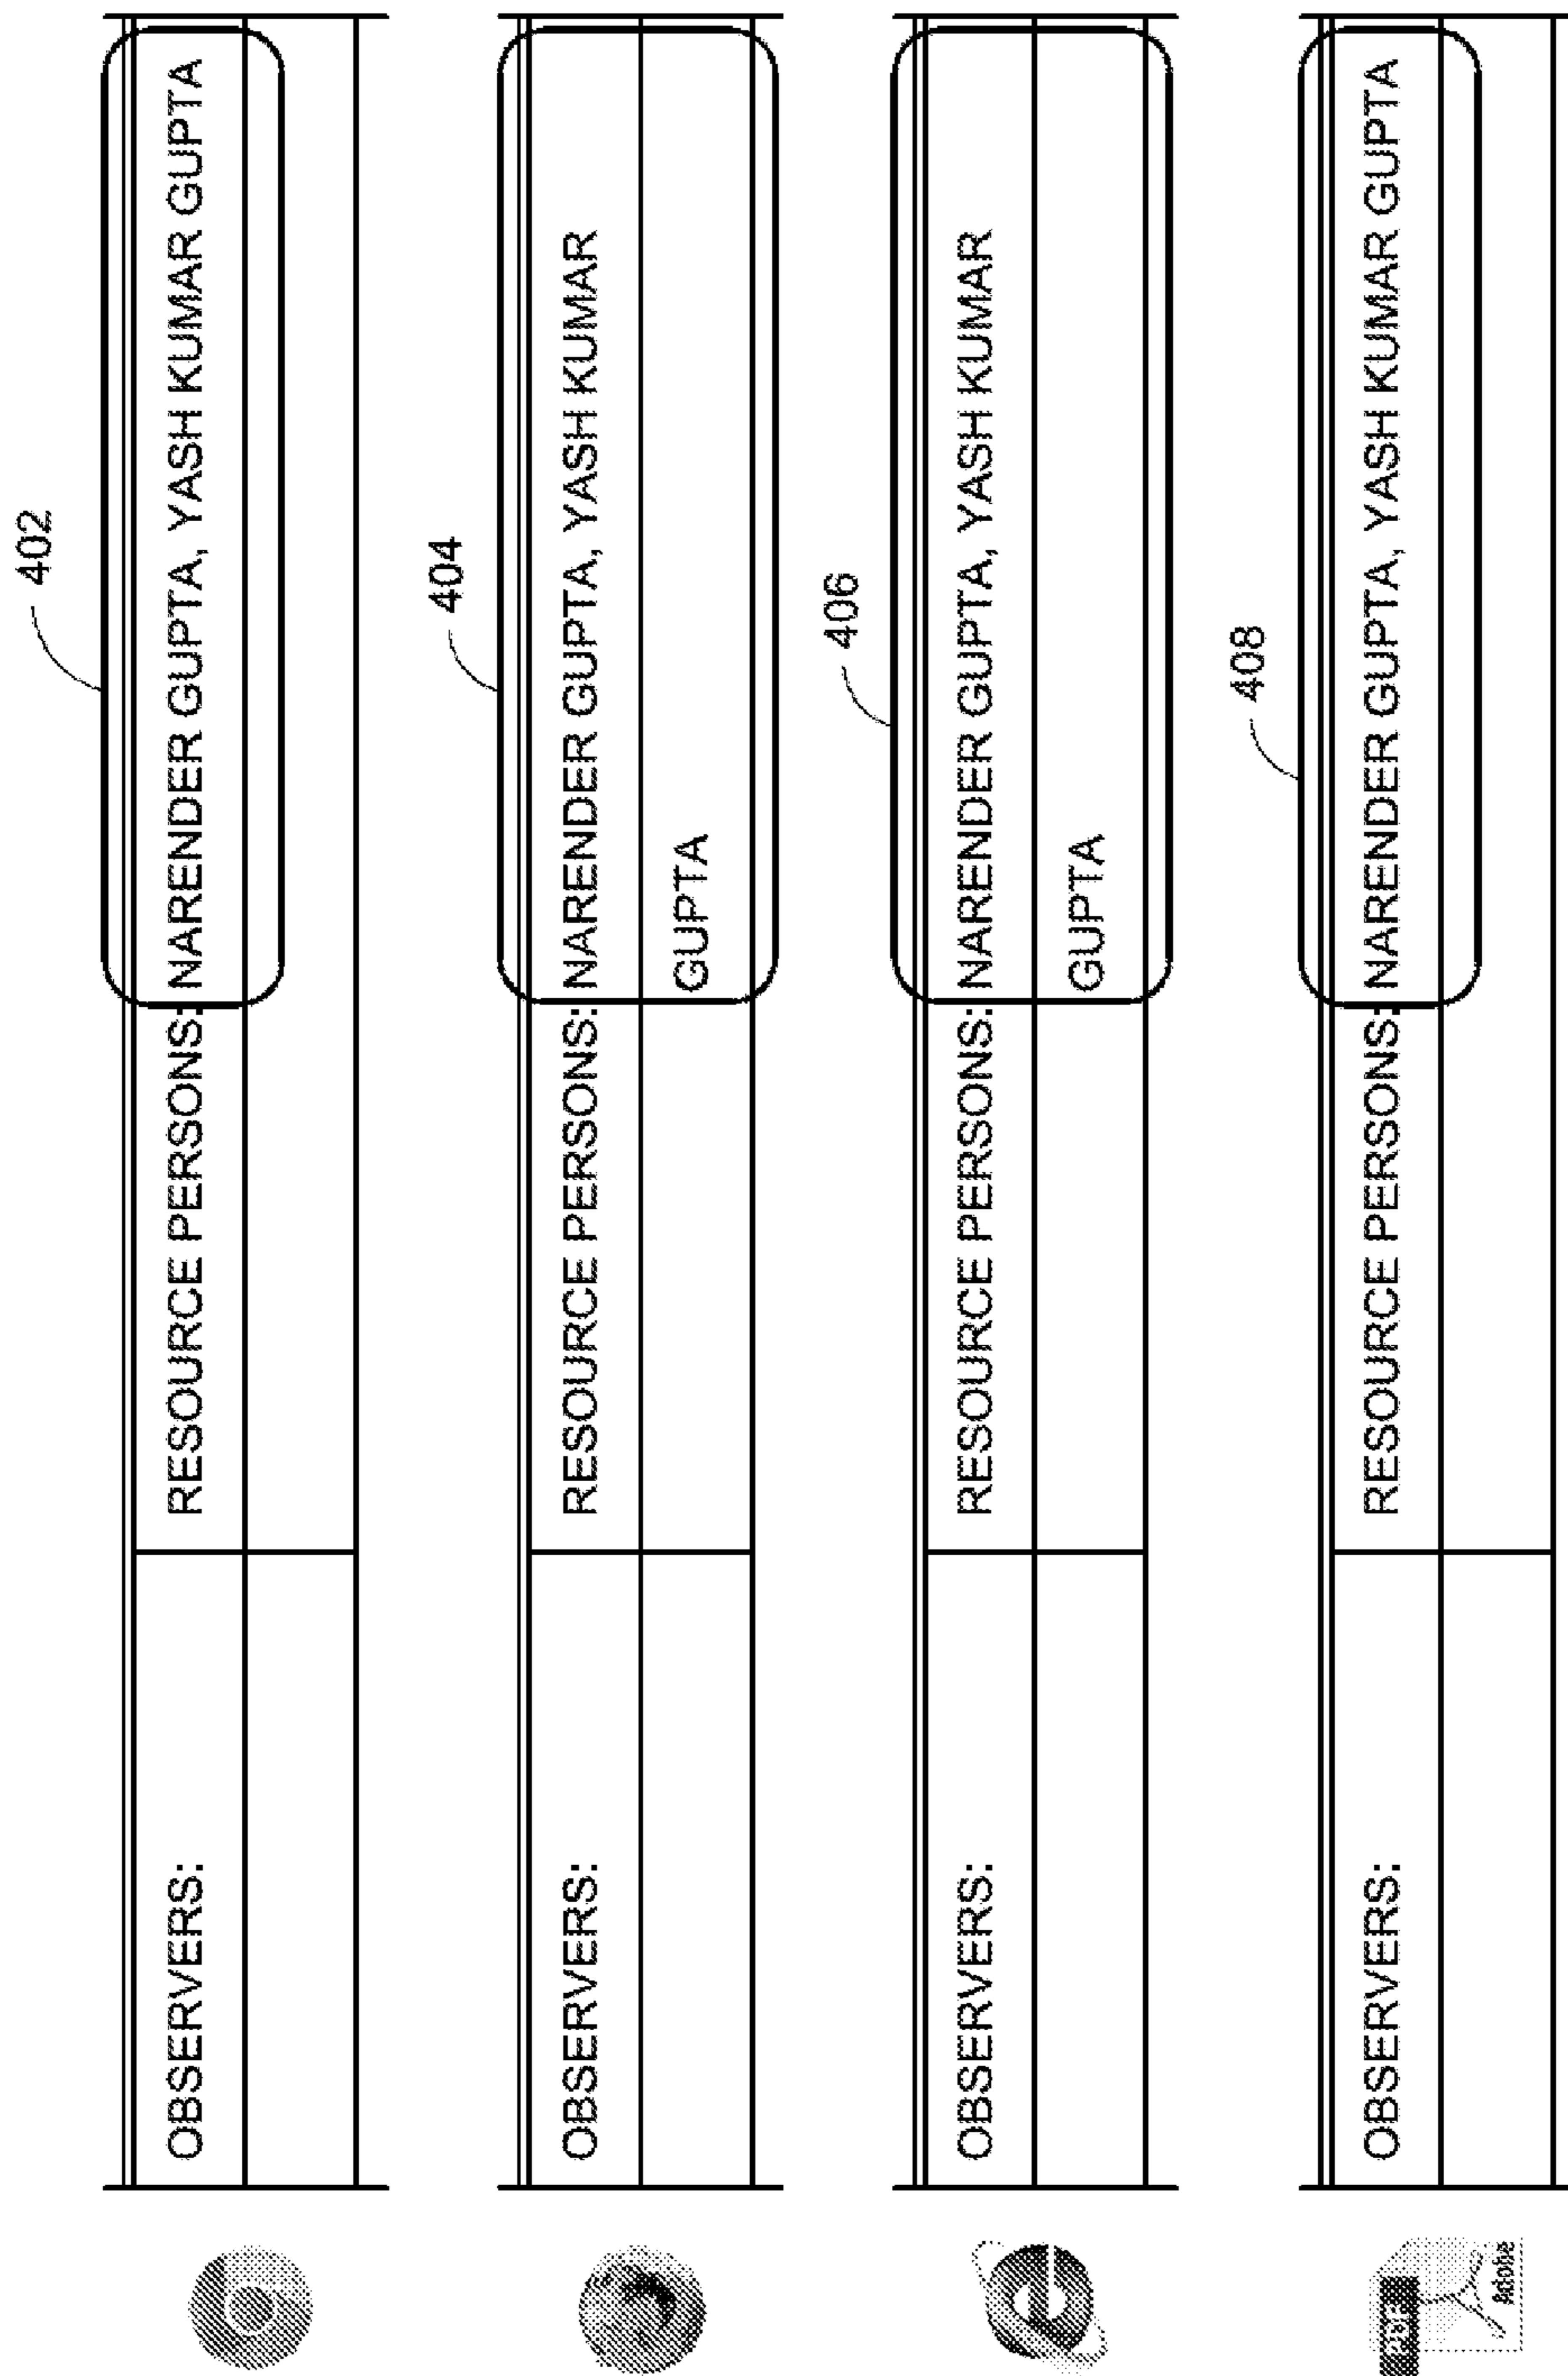 402
OBSERVERS: RESOURCE PERSONS: NARENDER GUPTA, YASH KUMAR GUPTA
404
OBSERVERS: RESOURCE PERSONS: NARENDER GUPTA, YASH KUMAR
GUPTA
406
OBSERVERS: RESOURCE PERSONS: NARENDER GUPTA, YASH KUMAR
GUPTA
408
OBSERVERS: RESOURCE PERSONS: NARENDER GUPTA, YASH KUMAR GUPTA
PDF
Adobe